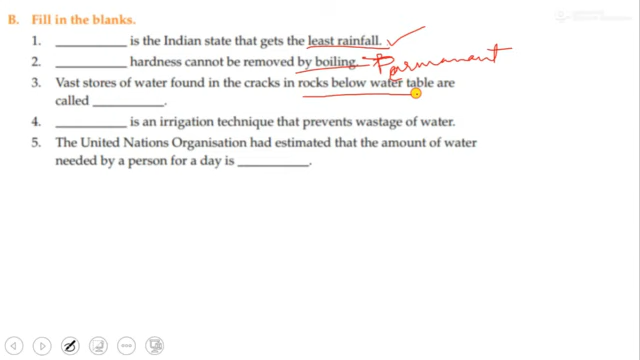 B. Fill in the blanks.
1. __________ is the Indian state that gets the least rainfall.
2. __________ hardness cannot be removed by boiling. Permanant
3. Vast stores of water found in the cracks in rocks below water table are
called __________.
4. __________ is an irrigation technique that prevents wastage of water.
5. The United Nations Organisation had estimated that the amount of water
needed by a person for a day is __________.